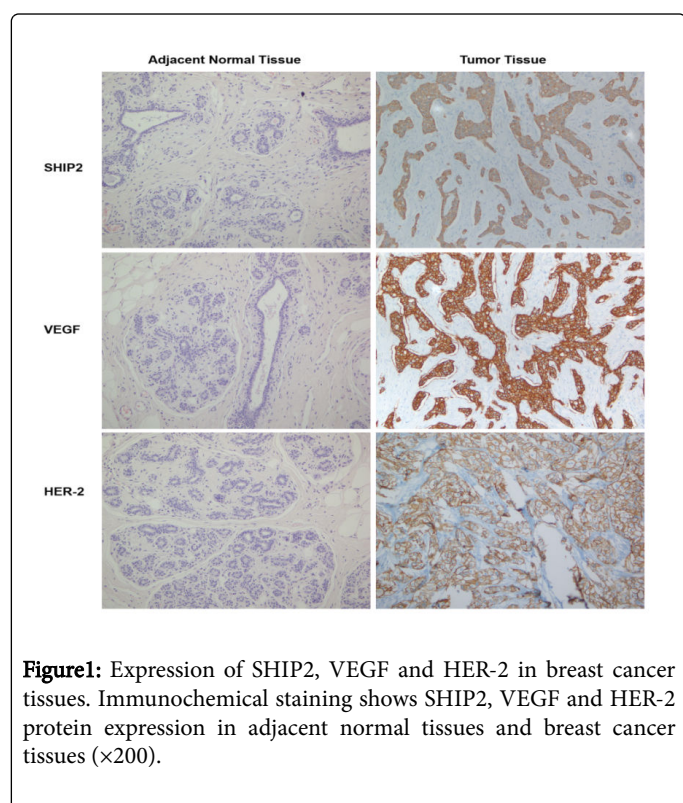 Adjacent Normal Tissue
Tumor Tissue
SHIP2
VEGF
HER-2
Figure1: Expression of SHIP2, VEGF and HER-2 in breast cancer
tissues. Immunochemical staining shows SHIP2, VEGF and HER-2
protein expression in adjacent normal tissues and breast cancer
tissues (×200).